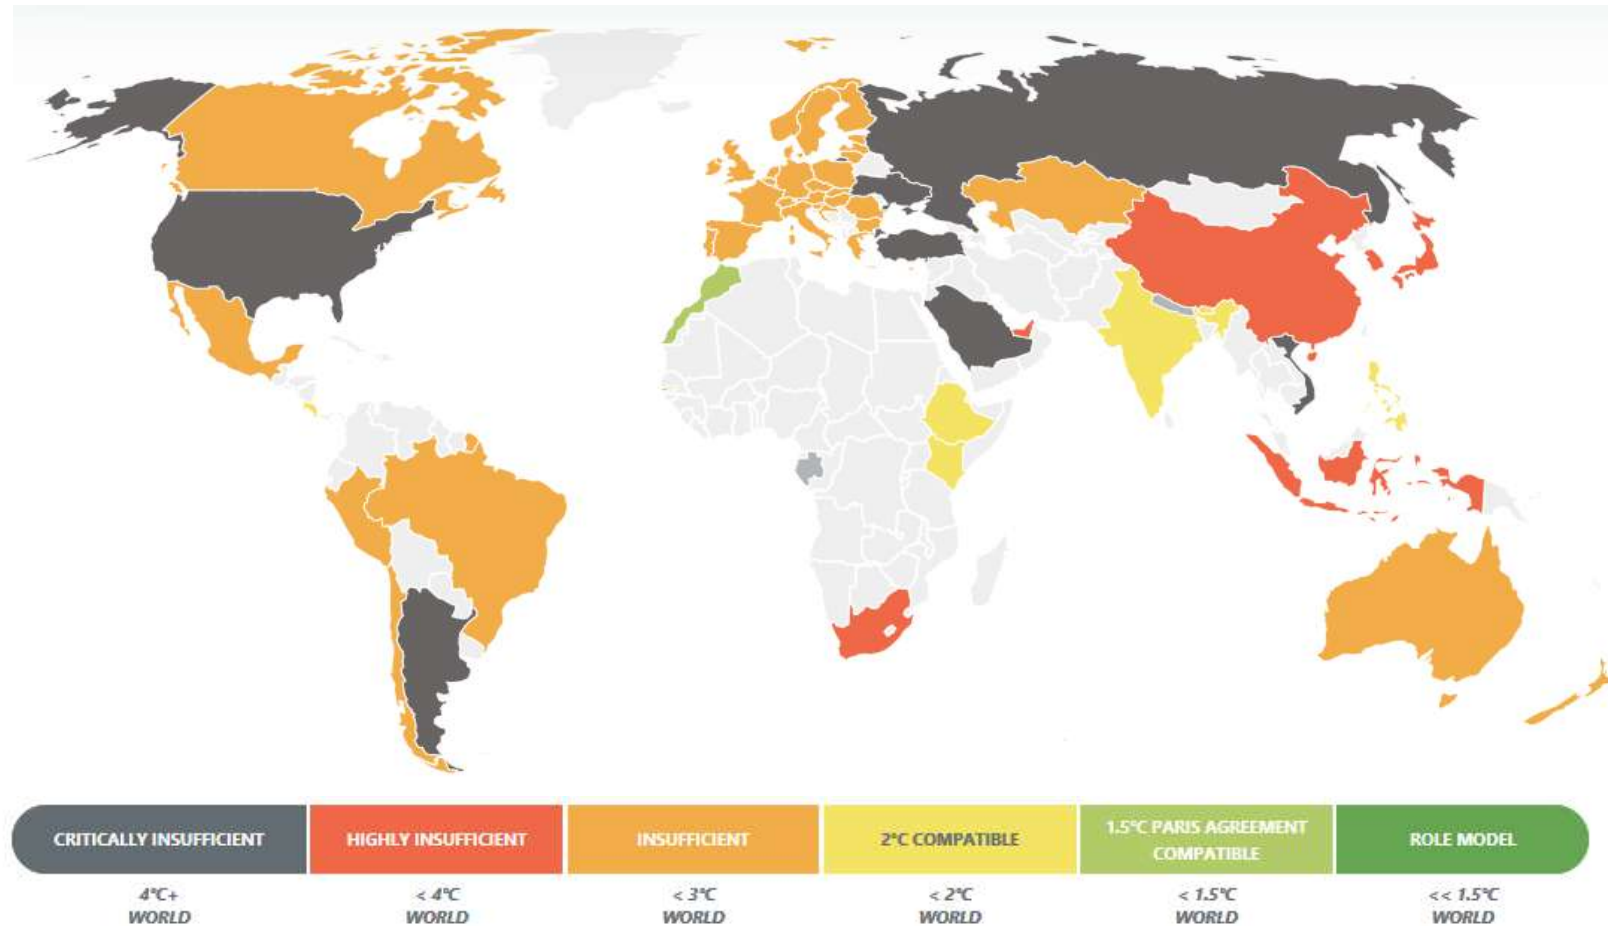 CRITICALLY INSUFFICIENT
HIGHLY INSUFFICIENT
INSUFFICIENT
2°C COMPATIBLE
1.5°C PARIS AGREEMENT
COMPATIBLE
ROLE MODEL
4°C+
WORLD
< 4°C
WORLD
< 3°C
WORLD
< 2°C
WORLD
< 1.5°C
WORLD
<< 1.5°C
WORLD